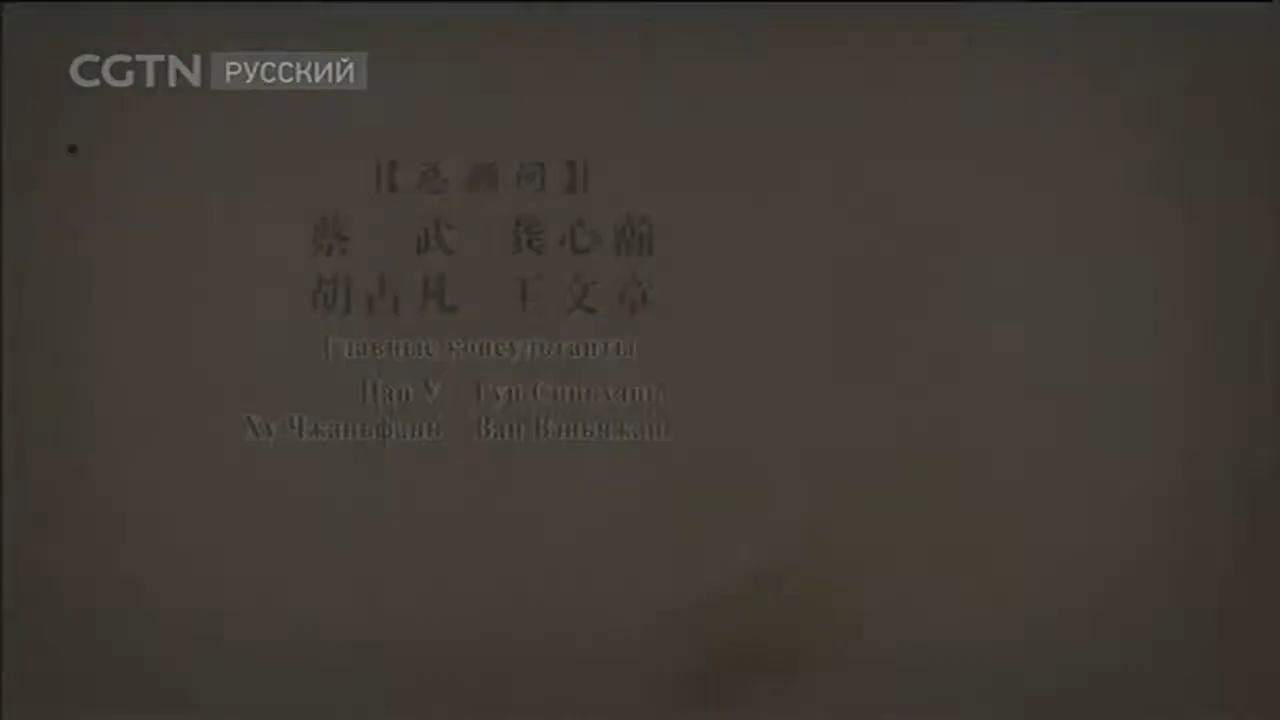 CGTN РУССКИЙ
【总顾问】
蔡 武 龚心瀚
胡占凡 王文章
Главные консультанты
Цай У Гун Синьхань
Ху Чжаньфань Ван Вэньчжан